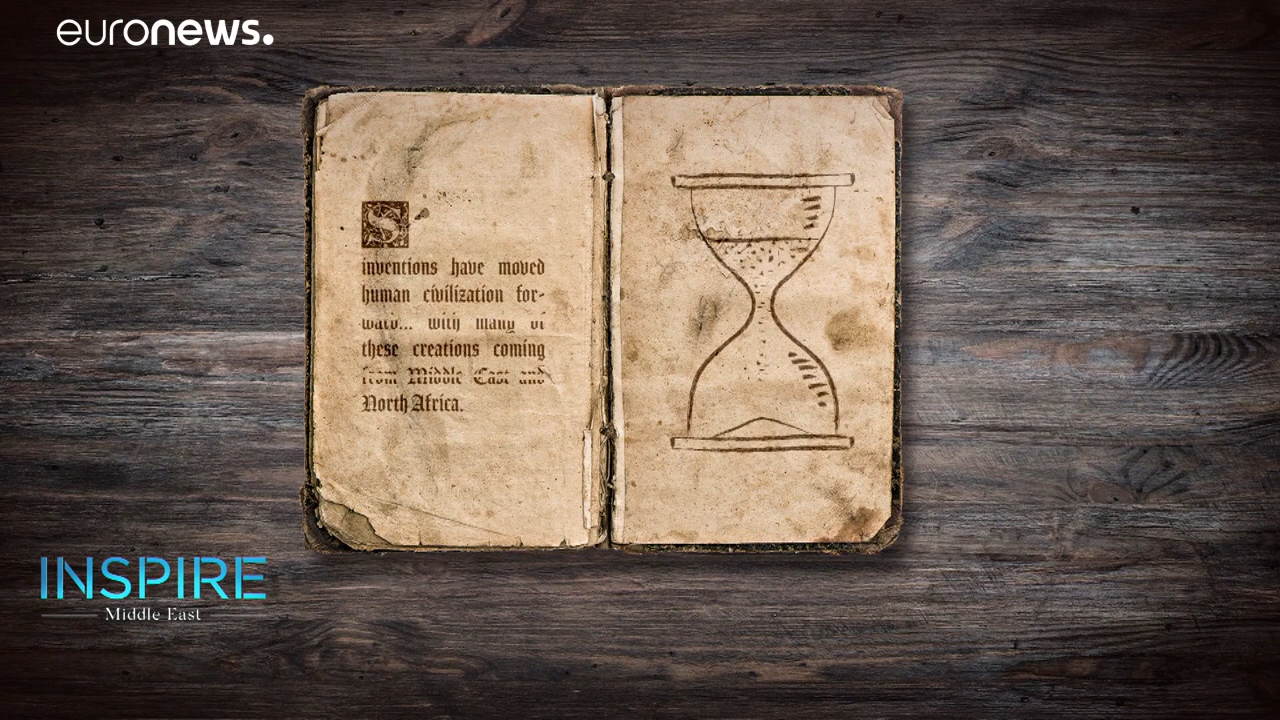 euronews.
S
inventions have moved
human civilization for-
ward... with many of
these creations coming
from Middle East and
North Africa.
INSPIRE
Middle East